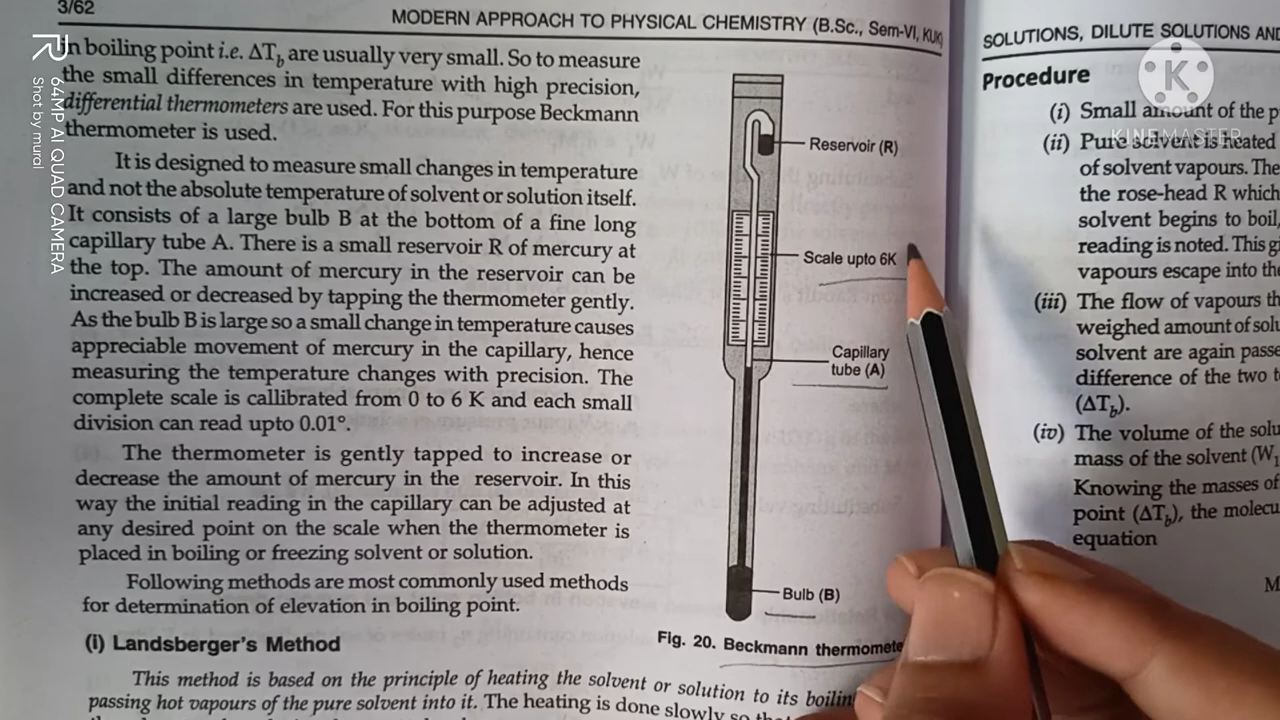 3/62
MODERN APPROACH TO PHYSICAL CHEMISTRY (B.Sc., Sem-VI, KUK)
in boiling point i.e. ΔTb are usually very small. So to measure
the small differences in temperature with high precision,
differential thermometers are used. For this purpose Beckmann
thermometer is used.
It is designed to measure small changes in temperature
and not the absolute temperature of solvent or solution itself.
It consists of a large bulb B at the bottom of a fine long
capillary tube A. There is a small reservoir R of mercury at
the top. The amount of mercury in the reservoir can be
increased or decreased by tapping the thermometer gently.
As the bulb B is large so a small change in temperature causes
appreciable movement of mercury in the capillary, hence
measuring the temperature changes with precision. The
complete scale is callibrated from 0 to 6 K and each small
division can read upto 0.01°.
The thermometer is gently tapped to increase or
decrease the amount of mercury in the reservoir. In this
way the initial reading in the capillary can be adjusted at
any desired point on the scale when the thermometer is
placed in boiling or freezing solvent or solution.
Following methods are most commonly used methods
for determination of elevation in boiling point:
(i) Landsberger's Method
This method is based on the principle of heating the solvent or solution to its boilin
passing hot vapours of the pure solvent into it. The heating is done slowly so
Reservoir (R)
Scale upto 6K
Capillary
tube (A)
Bulb (B)
Fig. 20. Beckmann thermomete
SOLUTIONS, DILUTE SOLUTIONS AND
Procedure
(i) Small amount of the p
(ii) Pure solvent is heated
of solvent vapours. The
the rose-head R which
solvent begins to boil,
reading is noted. This gi
vapours escape into the
(iii) The flow of vapours th
weighed amount of solu
solvent are again passe
difference of the two t
(ΔTb).
(iv) The volume of the solu
mass of the solvent (W1
Knowing the masses of
point (ΔTb), the molecu
equation
M
K
KINEMASTER
R
64MP AI QUAD CAMERA
Shot by mural